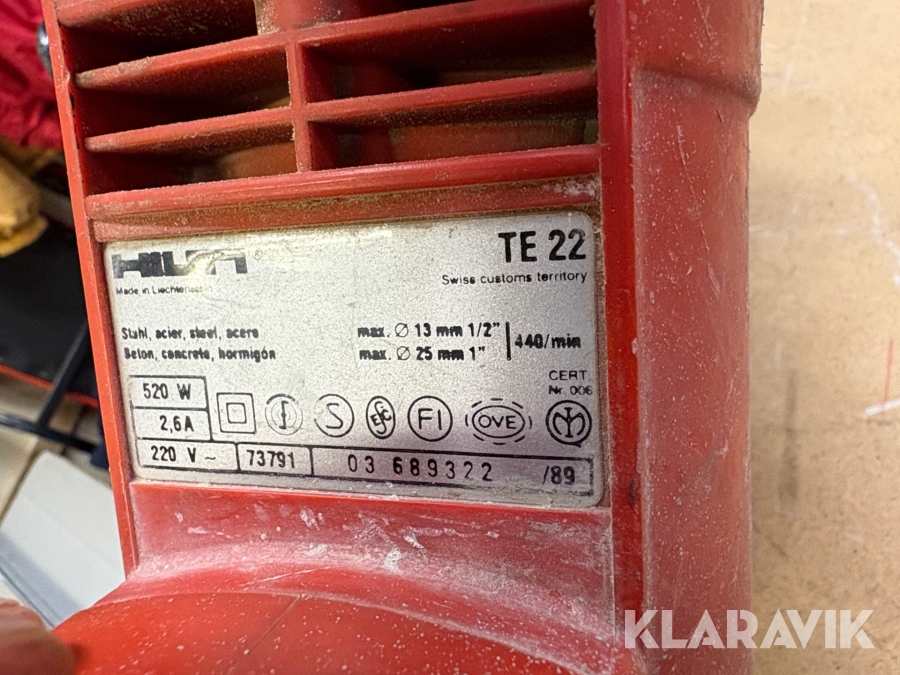 HILTI
TE 22
Made in Liechtenstein
Swiss customs territory
Stahl, acier, steel, acero
max. ∅ 13 mm 1/2"
Beton, concrete, hormigón
max. ∅ 25 mm 1"
440/min
CERT.
Nr. 006
520 W
2,6A
S
FI
OVE
220 V ~
73791
03 689322
/89
KLARAVIK